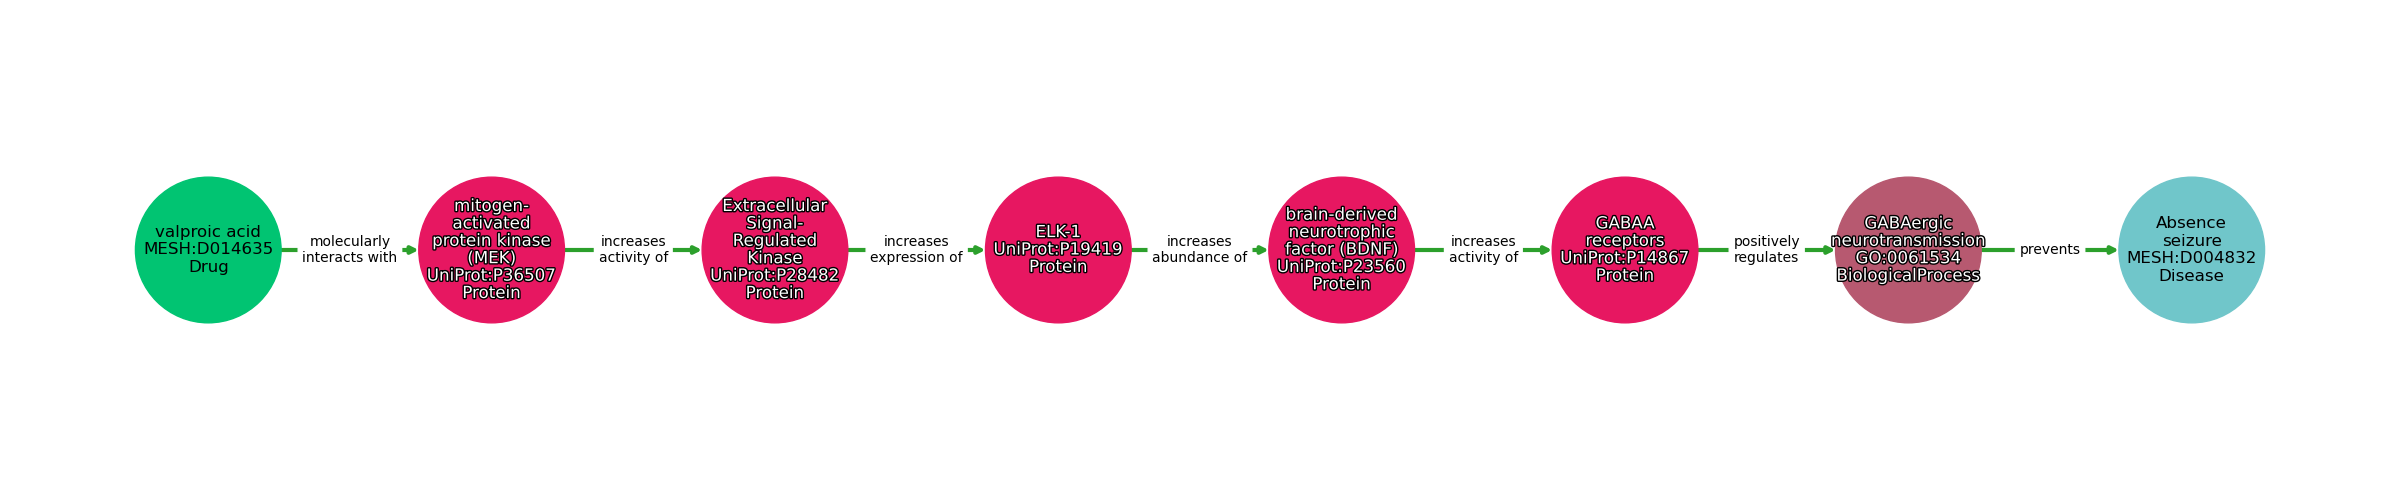 valproic acid
MESH:D014635
Drug
molecularly
interacts with
mitogen-
activated
protein kinase
(MEK)
UniProt:P36507
Protein
increases
activity of
Extracellular
Signal-
Regulated
Kinase
UniProt:P28482
Protein
increases
expression of
ELK-1
UniProt:P19419
Protein
increases
abundance of
brain-derived
neurotrophic
factor (BDNF)
UniProt:P23560
Protein
increases
activity of
GABAA
receptors
UniProt:P14867
Protein
positively
regulates
GABAergic
neurotransmission
GO:0061534
BiologicalProcess
prevents
Absence
seizure
MESH:D004832
Disease